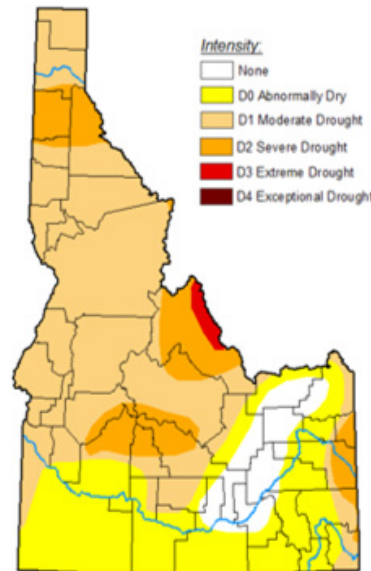 Intensity:
None
D0 Abnormally Dry
D1 Moderate Drought
D2 Severe Drought
D3 Extreme Drought
D4 Exceptional Drought